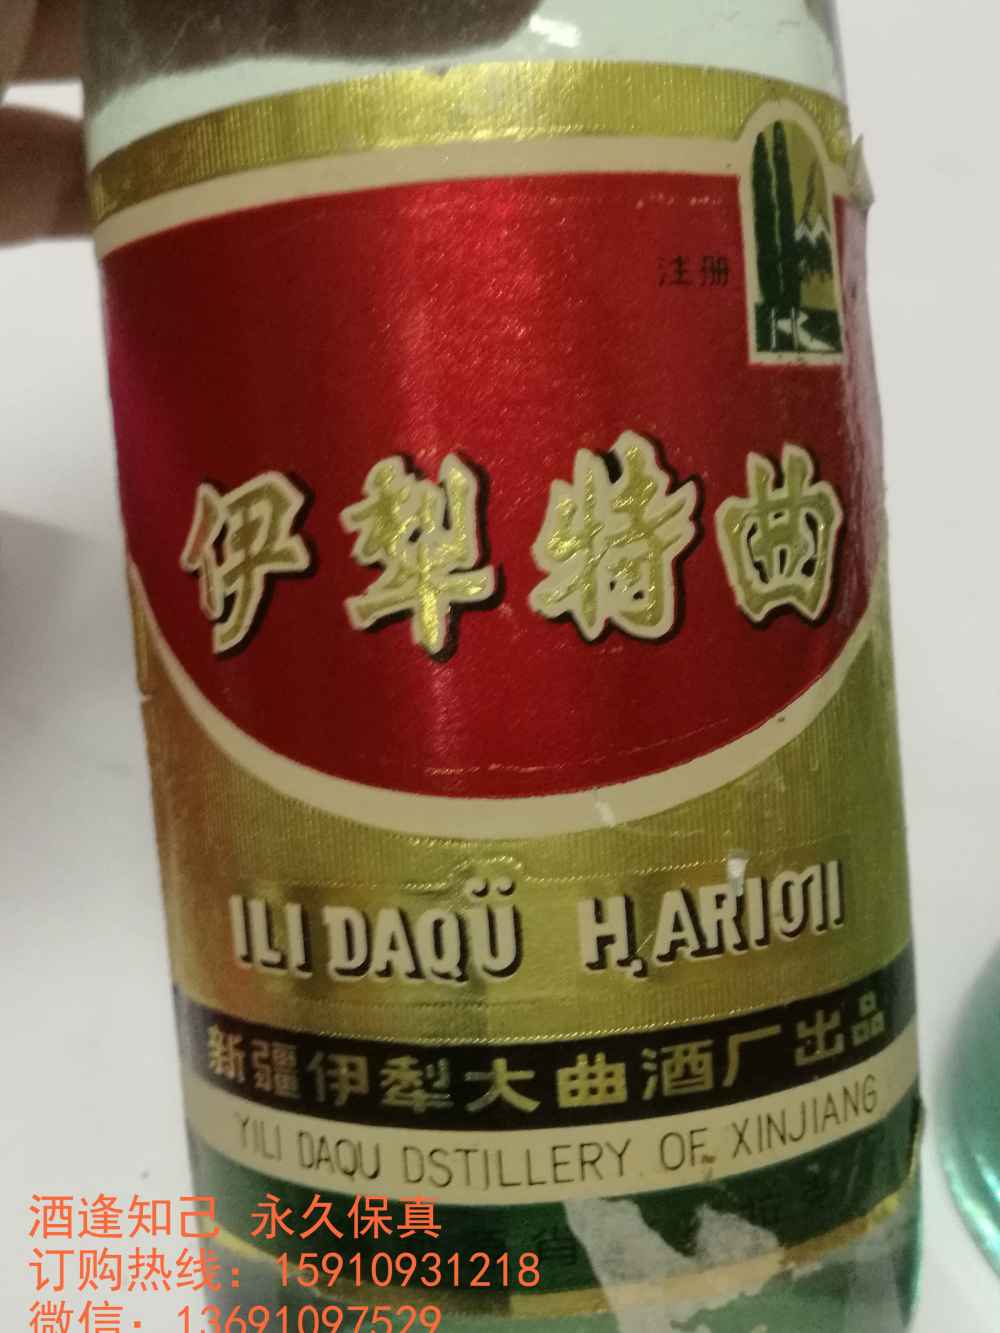 注册
伊犁特曲
ILI DAQÜ H̡ARIOII
新疆伊犁大曲酒厂出品
YILI DAQU DSTILLERY OF XINJIANG
酒逢知己 永久保真
订购热线：15910931218
微信：13691097529